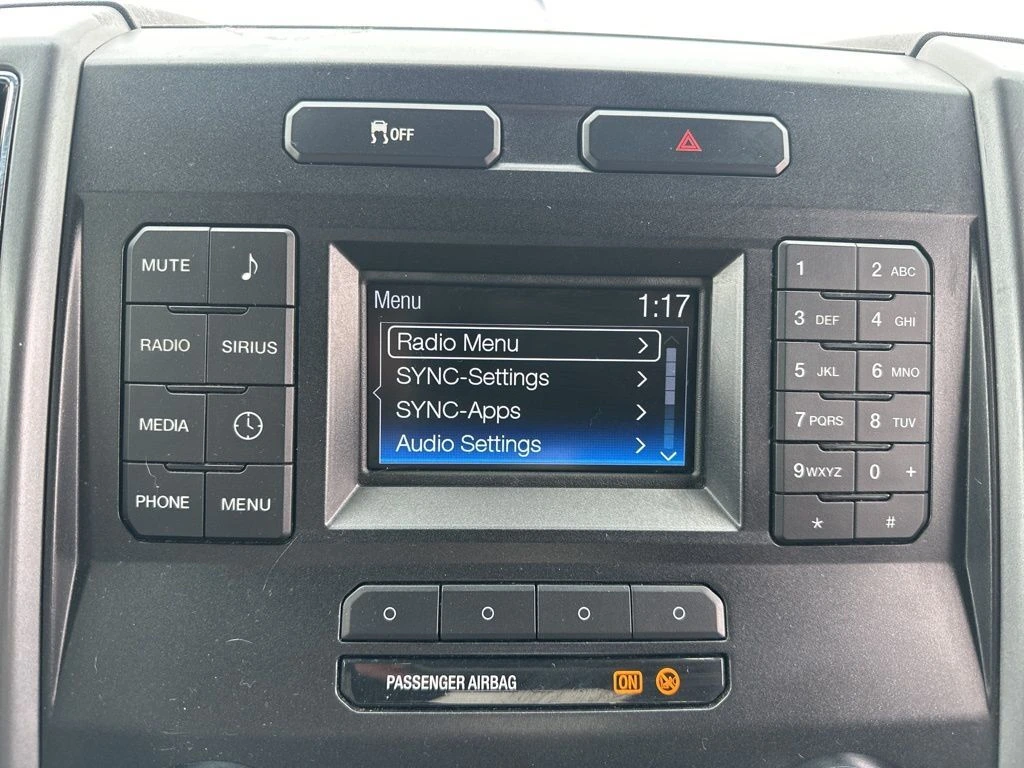 OFF
MUTE
RADIO SIRIUS
MEDIA
PHONE MENU
Menu 1:17
Radio Menu >
SYNC-Settings >
SYNC-Apps >
Audio Settings >
1 2 ABC
3 DEF 4 GHI
5 JKL 6 MNO
7 PQRS 8 TUV
9 WXYZ 0 +
* #
PASSENGER AIRBAG ON